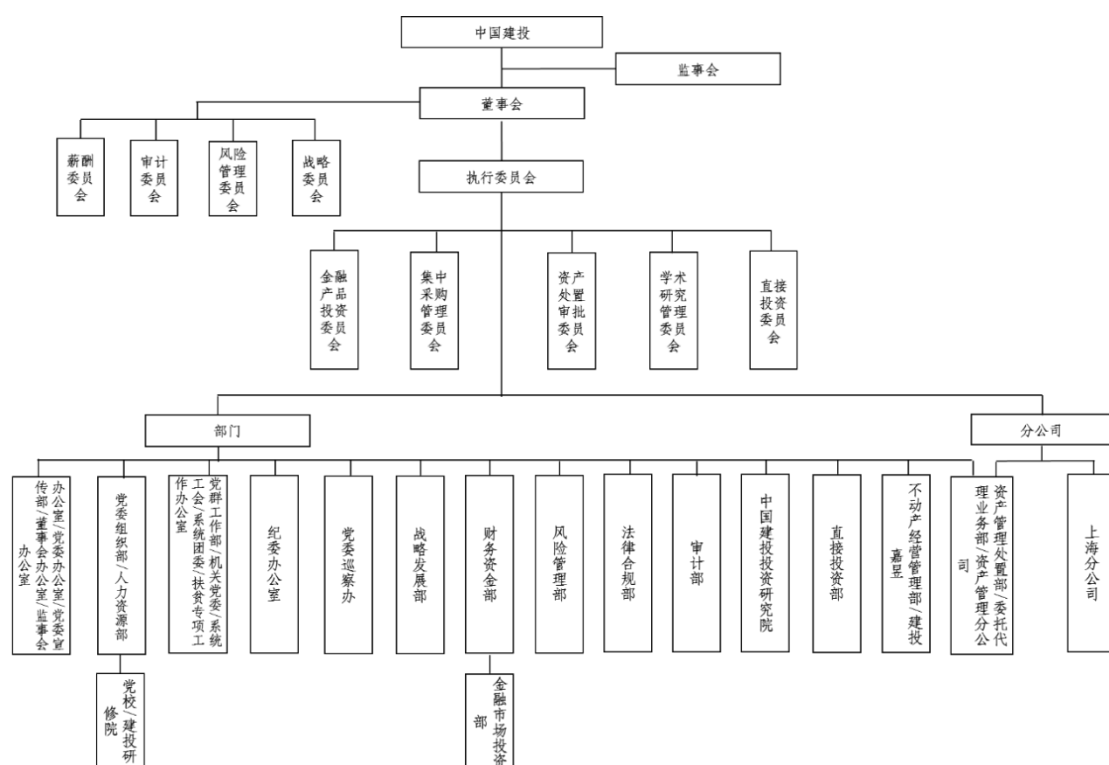 中国建投
监事会
董事会
薪酬
委员
会
审计
委员
会
风险
管理
委员
会
战略
委员
会
执行委员会
金融
产品
投资
委员
会
集中
采购
管理
委员
会
资产
处置
审批
委员
会
学术
研究
管理
委员
会
直接
投资
委员
会
部门
分公司
办公室/党委办公室/党委宣
传部/董事会办公室/监事会
办公室
党委组织部/人力资源部
党群工作部/机关党委/系统
工会/系统团委/扶贫专项工
作办公室
纪委办公室
党委巡察办
战略发展部
财务资金部
风险管理部
法律合规部
审计部
中国建投投资研究院
直接投资部
不动产经营管理部/建投
嘉昱
资产管理处置部/委托代
理业务部/资产管理分公
司
上海分公司
党校/建投研
修院
金融市场投资
部